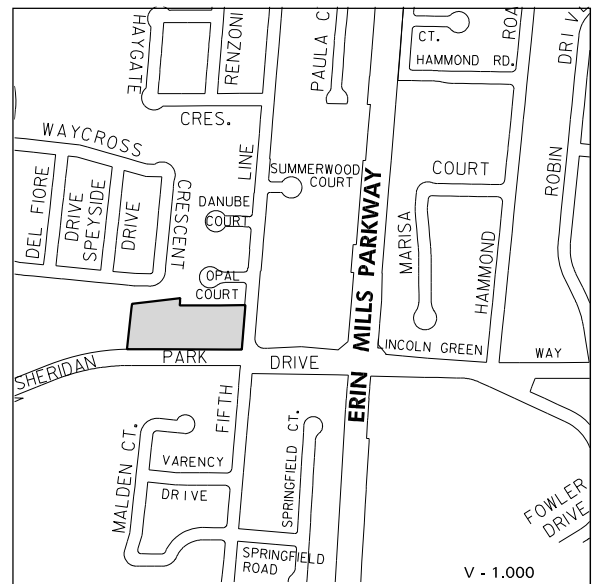 HAYGATE
CRES.
RENZONI
PAULA C
CT.
HAMMOND RD.
ROA
DRIV
WAYCROSS
CRESCENT
DEL FIORE
DRIVE
SPEYSIDE
DRIVE
LINE
DANUBE
COURT
SUMMERWOOD
COURT
OPAL
COURT
ERIN MILLS PARKWAY
MARISA
COURT
HAMMOND
ROBIN
INCOLN GREEN
WAY
SHERIDAN
PARK
DRIVE
FIFTH
MALDEN CT.
VARENCY
DRIVE
SPRINGFIELD CT.
SPRINGFIELD
ROAD
FOWLER
DRIVE
V - 1.000